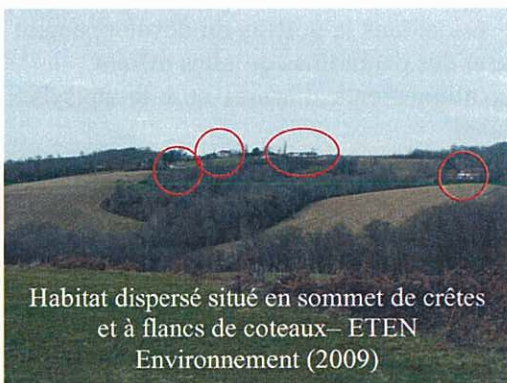 Habitat dispersé situé en sommet de crêtes
et à flancs de coteaux– ETEN
Environnement (2009)